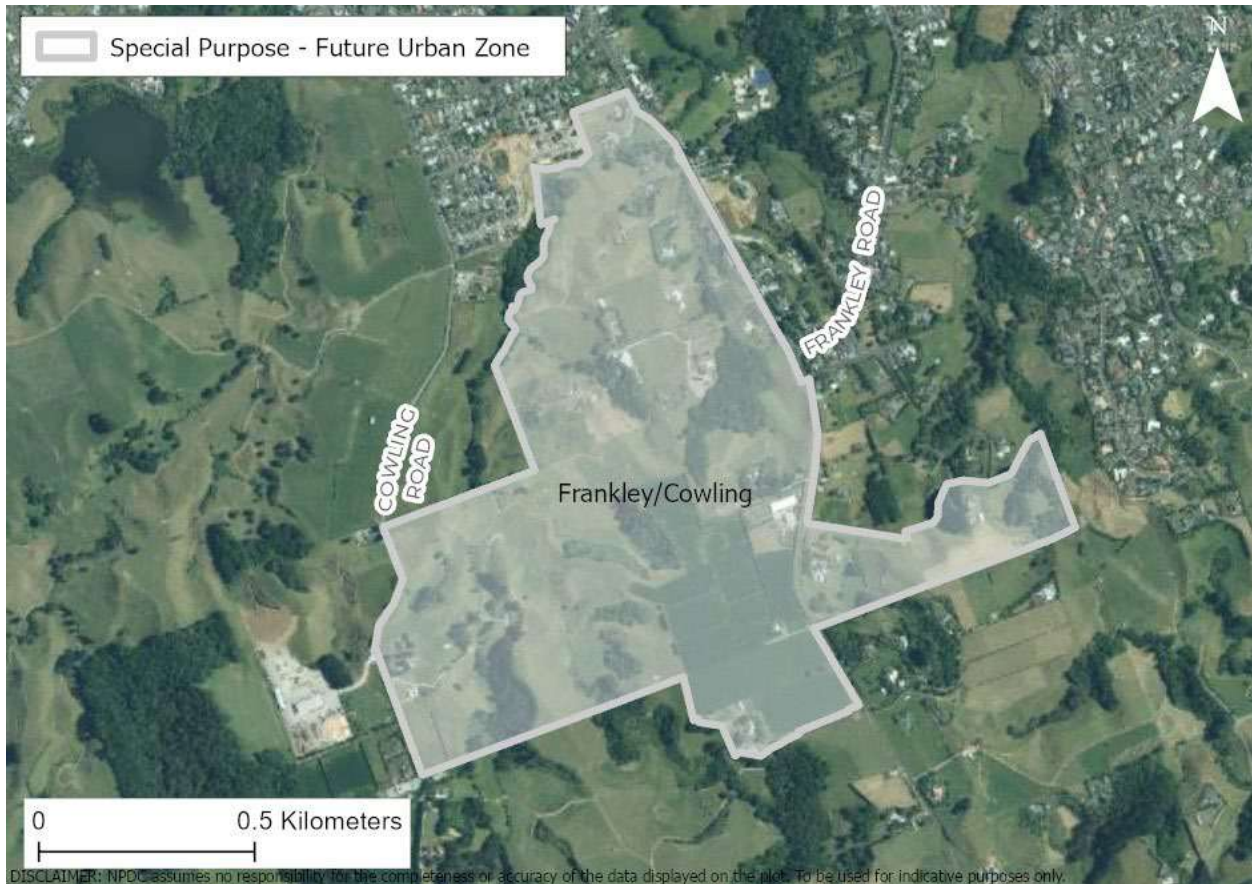 Special Purpose - Future Urban Zone
N
FRANKLEY ROAD
COWLING
ROAD
Frankley/Cowling
0
0.5 Kilometers
DISCLAIMER: NPDC assumes no responsibility for the completeness or accuracy of the data displayed on the plot. To be used for indicative purposes only.